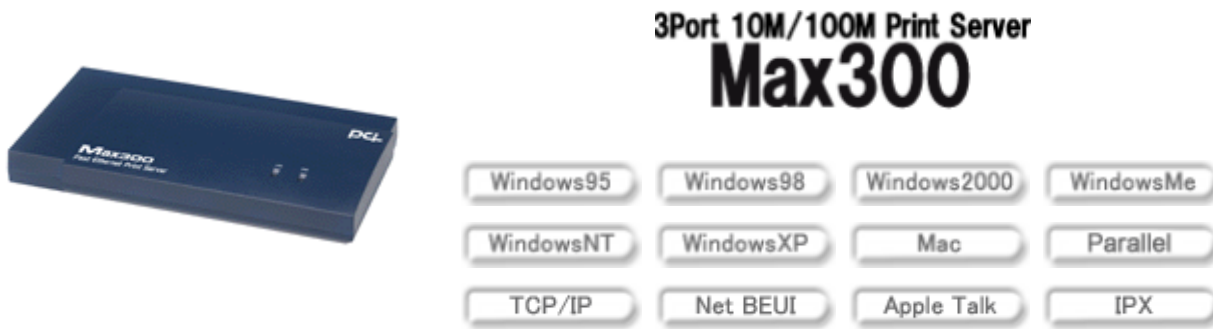 3Port 10M/100M Print Server
Max300
pci
Max300
Fast Ethernet Print Server
Windows95 Windows98 Windows2000 WindowsMe
WindowsNT WindowsXP Mac Parallel
TCP/IP Net BEUI Apple Talk IPX